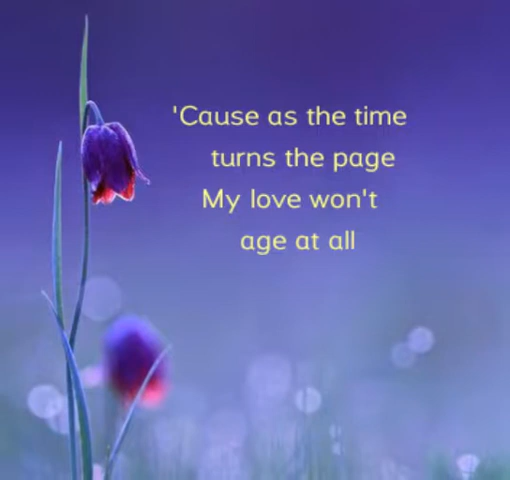 'Cause as the time
turns the page
My love won't
age at all